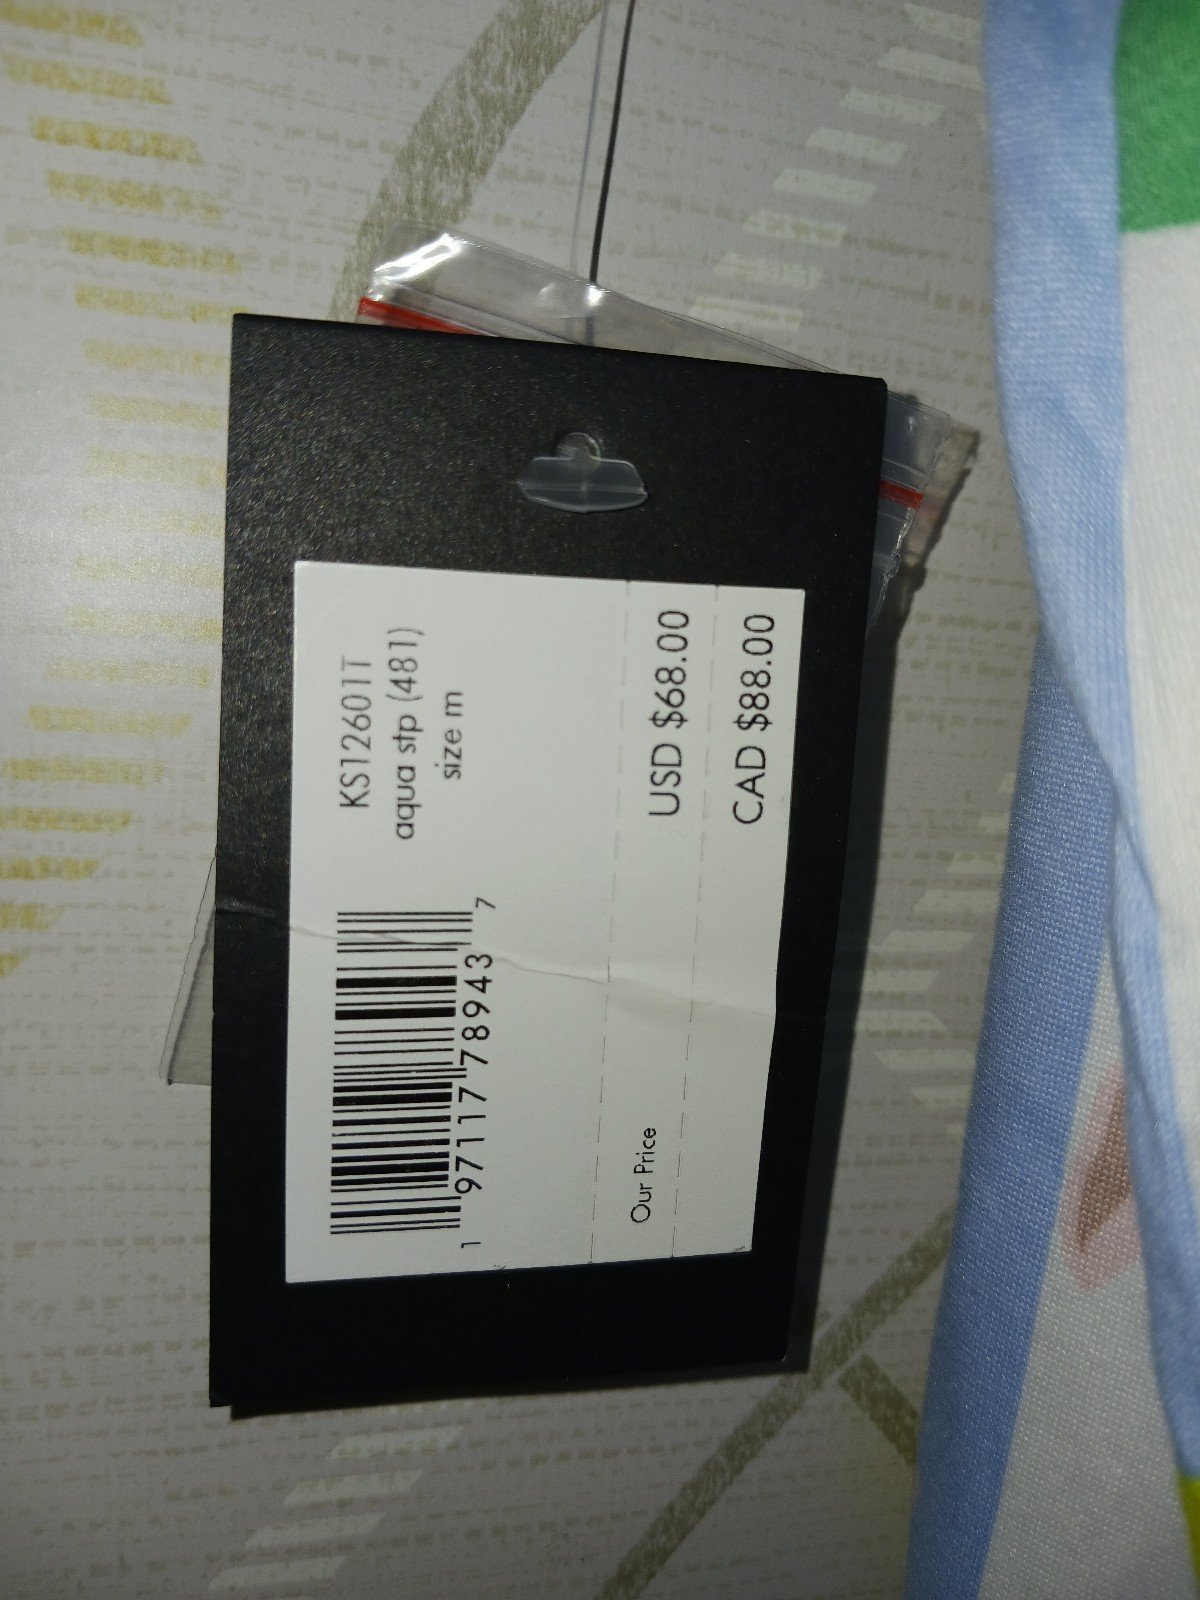 KS12601T
aqua stp (481)
size m
1 97117 78943 7
Our Price USD $68.00
CAD $88.00